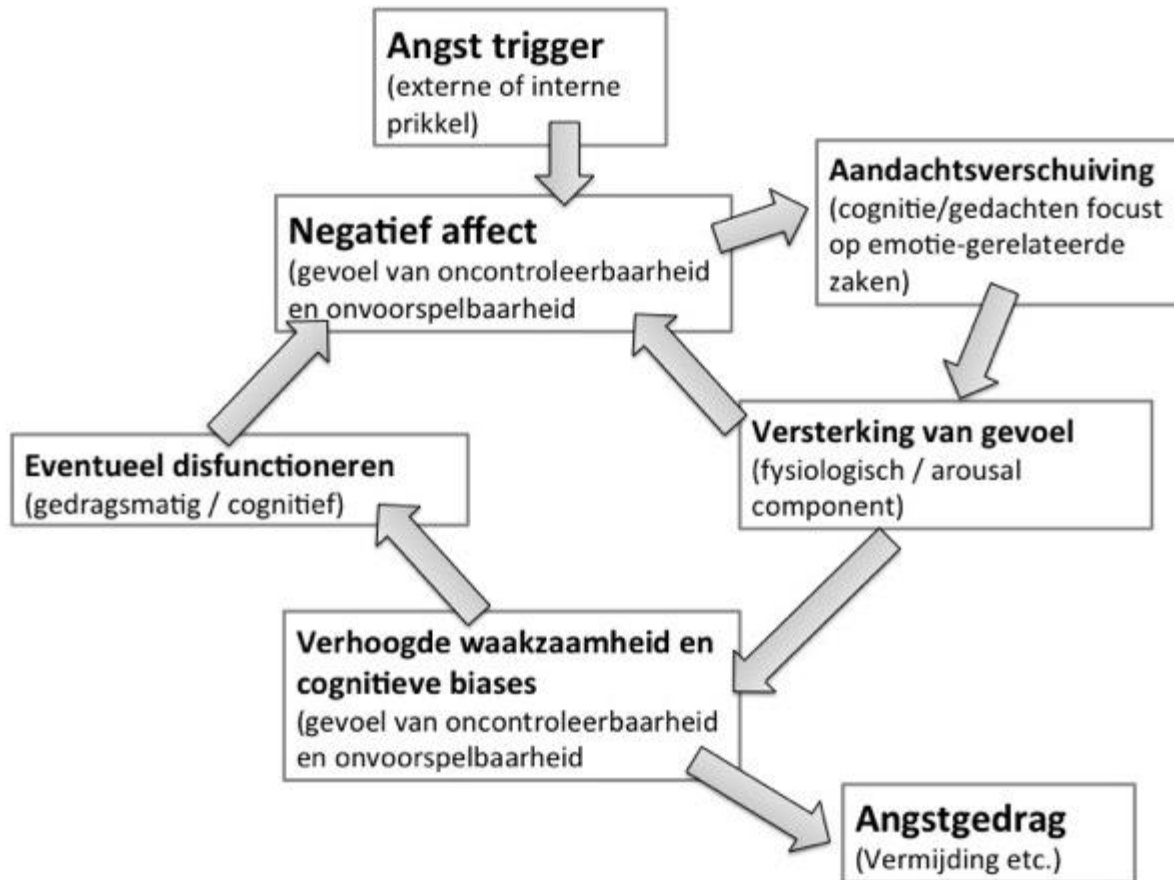 Angst trigger
(externe of interne
prikkel)
Aandachtsverschuiving
(cognitie/gedachten focust
op emotie-gerelateerde
zaken)
Negatief affect
(gevoel van oncontroleerbaarheid
en onvoorspelbaarheid
Versterking van gevoel
(fysiologisch / arousal
component)
Eventueel disfunctioneren
(gedragsmatig / cognitief)
Verhoogde waakzaamheid en
cognitieve biases
(gevoel van oncontroleerbaarheid
en onvoorspelbaarheid
Angstgedrag
(Vermijding etc.)